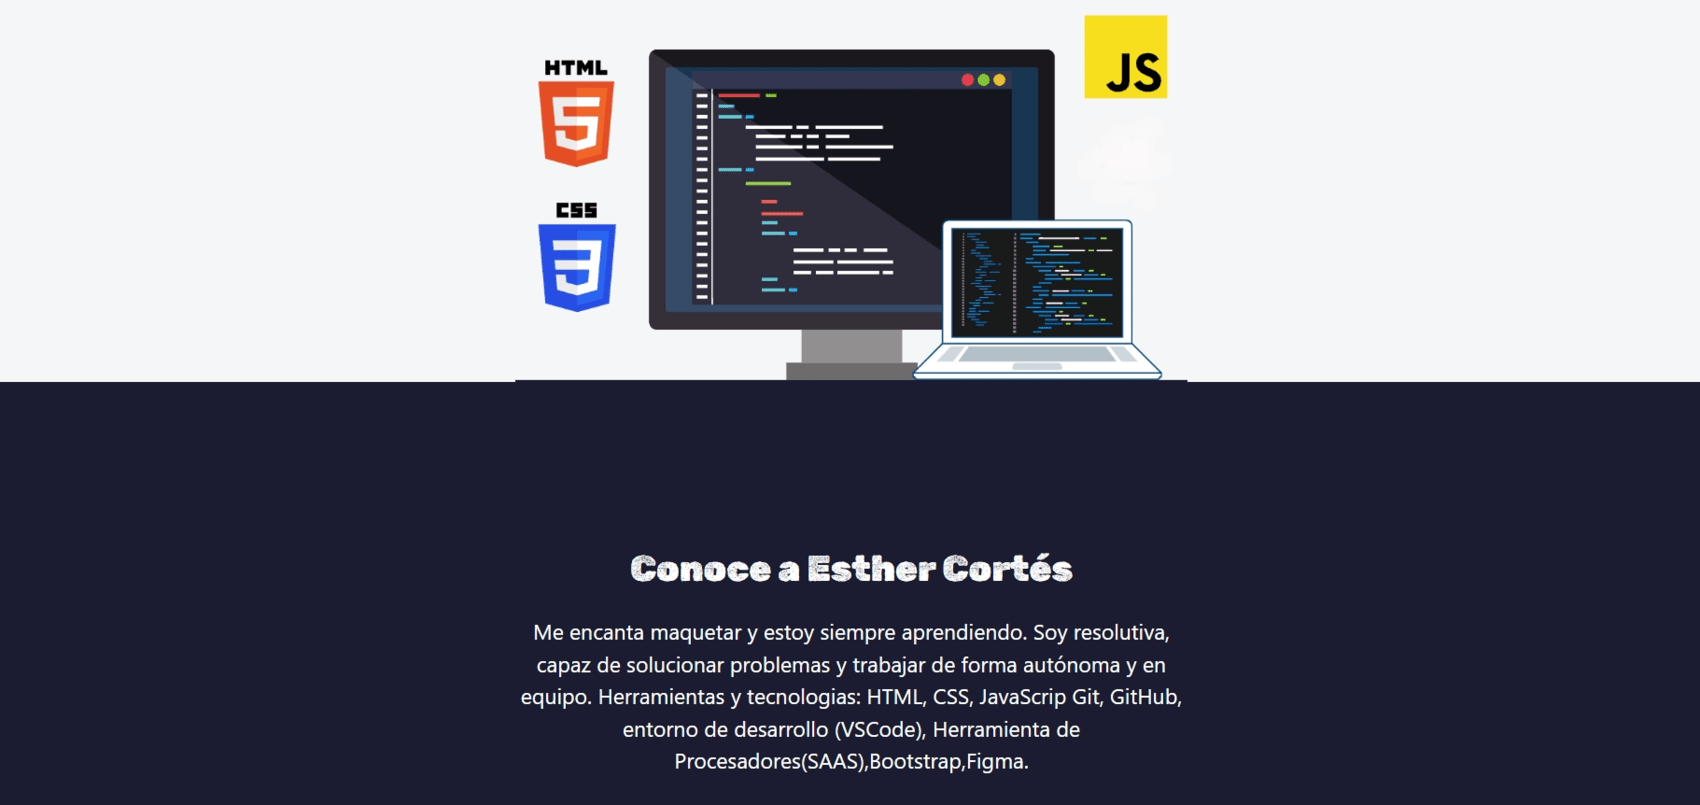 HTML
5
JS
CSS
3
Conoce a Esther Cortés
Me encanta maquetar y estoy siempre aprendiendo. Soy resolutiva,
capaz de solucionar problemas y trabajar de forma autónoma y en
equipo. Herramientas y tecnologias: HTML, CSS, JavaScrip Git, GitHub,
entorno de desarrollo (VSCode), Herramienta de
Procesadores(SAAS),Bootstrap,Figma.